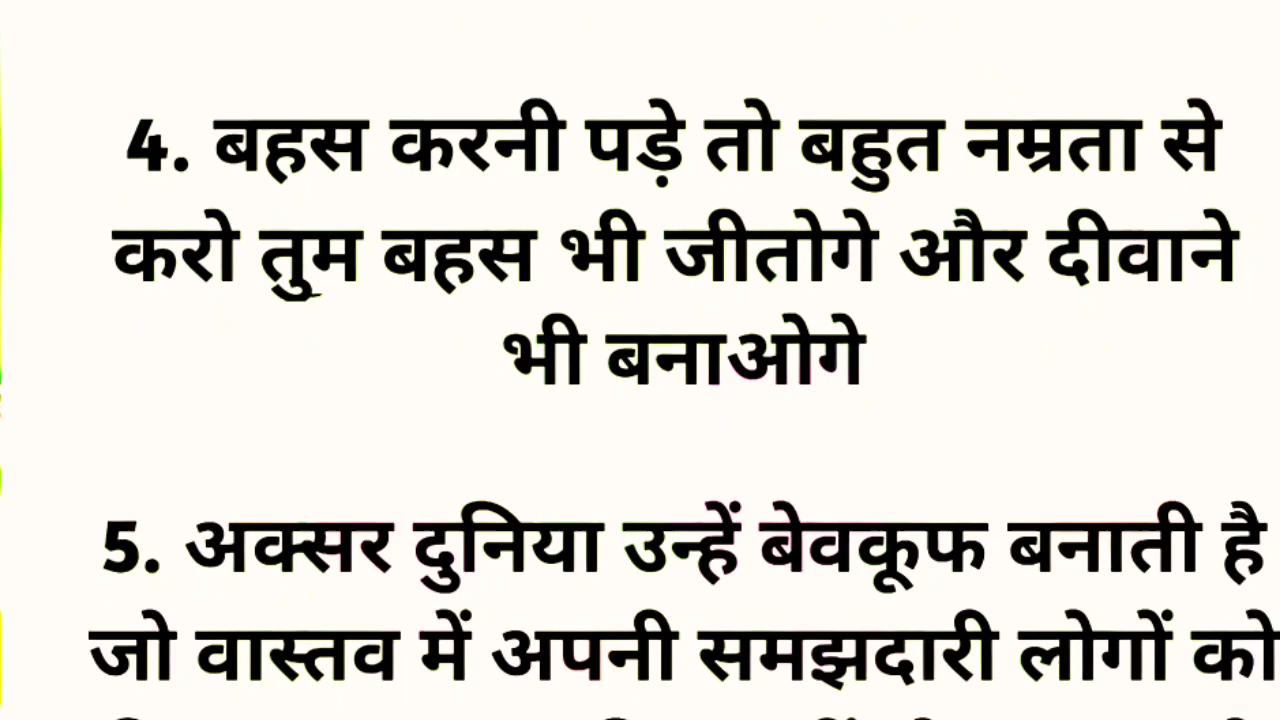 4. बहस करनी पड़े तो बहुत नम्रता से
करो तुम बहस भी जीतोगे और दीवाने
भी बनाओगे
5. अक्सर दुनिया उन्हें बेवकूफ बनाती है
जो वास्तव में अपनी समझदारी लोगों को